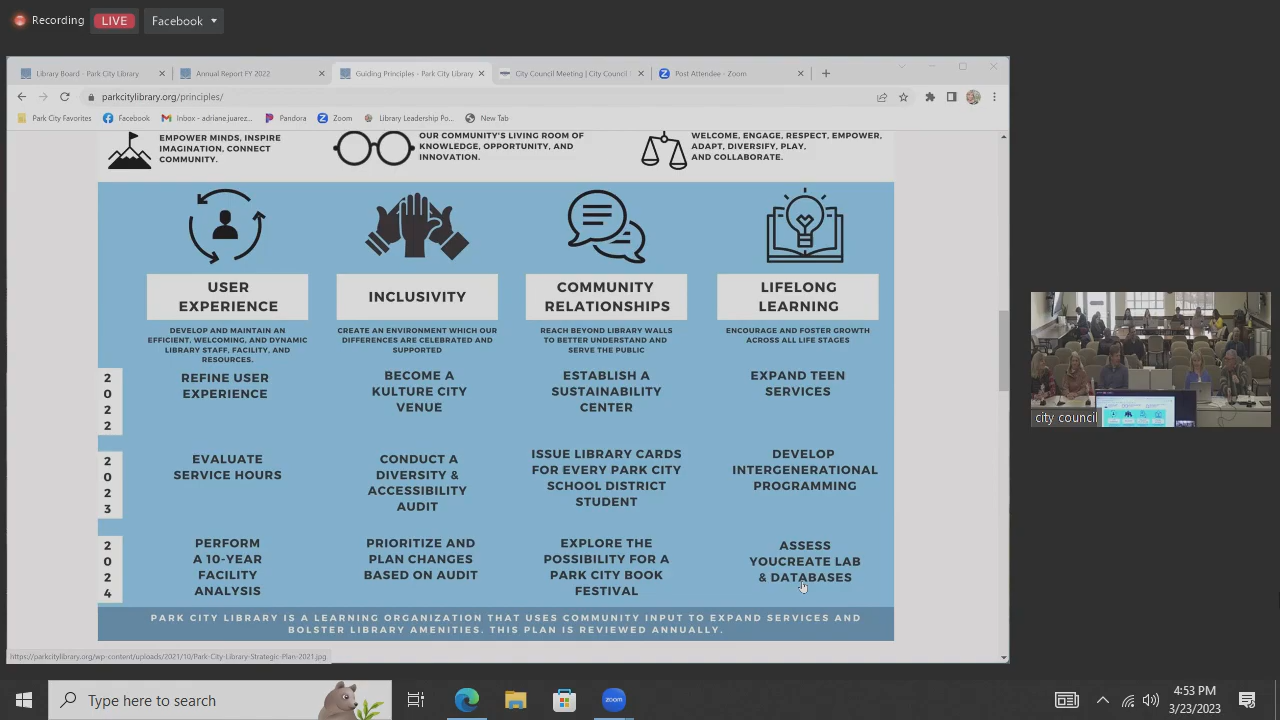 Recording
LIVE
Facebook
Library Board - Park City Library
Annual Report FY 2022
Guiding Principles - Park City Library
City Council Meeting | City Council
Post Attendee - Zoom
parkcitylibrary.org/principles/
Park City Favorites
Facebook
Inbox - adriane.juarez...
Pandora
Zoom
Library Leadership Po...
New Tab
EMPOWER MINDS, INSPIRE
IMAGINATION, CONNECT
COMMUNITY.
OUR COMMUNITY'S LIVING ROOM OF
KNOWLEDGE, OPPORTUNITY, AND
INNOVATION.
WELCOME, ENGAGE, RESPECT, EMPOWER,
ADAPT, DIVERSIFY, PLAY,
AND COLLABORATE.
USER
EXPERIENCE
INCLUSIVITY
COMMUNITY
RELATIONSHIPS
LIFELONG
LEARNING
DEVELOP AND MAINTAIN AN
EFFICIENT, WELCOMING, AND DYNAMIC
LIBRARY STAFF, FACILITY, AND
RESOURCES.
CREATE AN ENVIRONMENT WHICH OUR
DIFFERENCES ARE CELEBRATED AND
SUPPORTED
REACH BEYOND LIBRARY WALLS
TO BETTER UNDERSTAND AND
SERVE THE PUBLIC
ENCOURAGE AND FOSTER GROWTH
ACROSS ALL LIFE STAGES
2022
REFINE USER
EXPERIENCE
BECOME A
KULTURE CITY
VENUE
ESTABLISH A
SUSTAINABILITY
CENTER
EXPAND TEEN
SERVICES
2023
EVALUATE
SERVICE HOURS
CONDUCT A
DIVERSITY &
ACCESSIBILITY
AUDIT
ISSUE LIBRARY CARDS
FOR EVERY PARK CITY
SCHOOL DISTRICT
STUDENT
DEVELOP
INTERGENERATIONAL
PROGRAMMING
2024
PERFORM
A 10-YEAR
FACILITY
ANALYSIS
PRIORITIZE AND
PLAN CHANGES
BASED ON AUDIT
EXPLORE THE
POSSIBILITY FOR A
PARK CITY BOOK
FESTIVAL
ASSESS
YOUCREATE LAB
& DATABASES
PARK CITY LIBRARY IS A LEARNING ORGANIZATION THAT USES COMMUNITY INPUT TO EXPAND SERVICES AND
BOLSTER LIBRARY AMENITIES. THIS PLAN IS REVIEWED ANNUALLY.
https://parkcitylibrary.org/wp-content/uploads/2021/10/Park-City-Library-Strategic-Plan-2021.jpg
city council
Type here to search
zoom
4:53 PM
3/23/2023